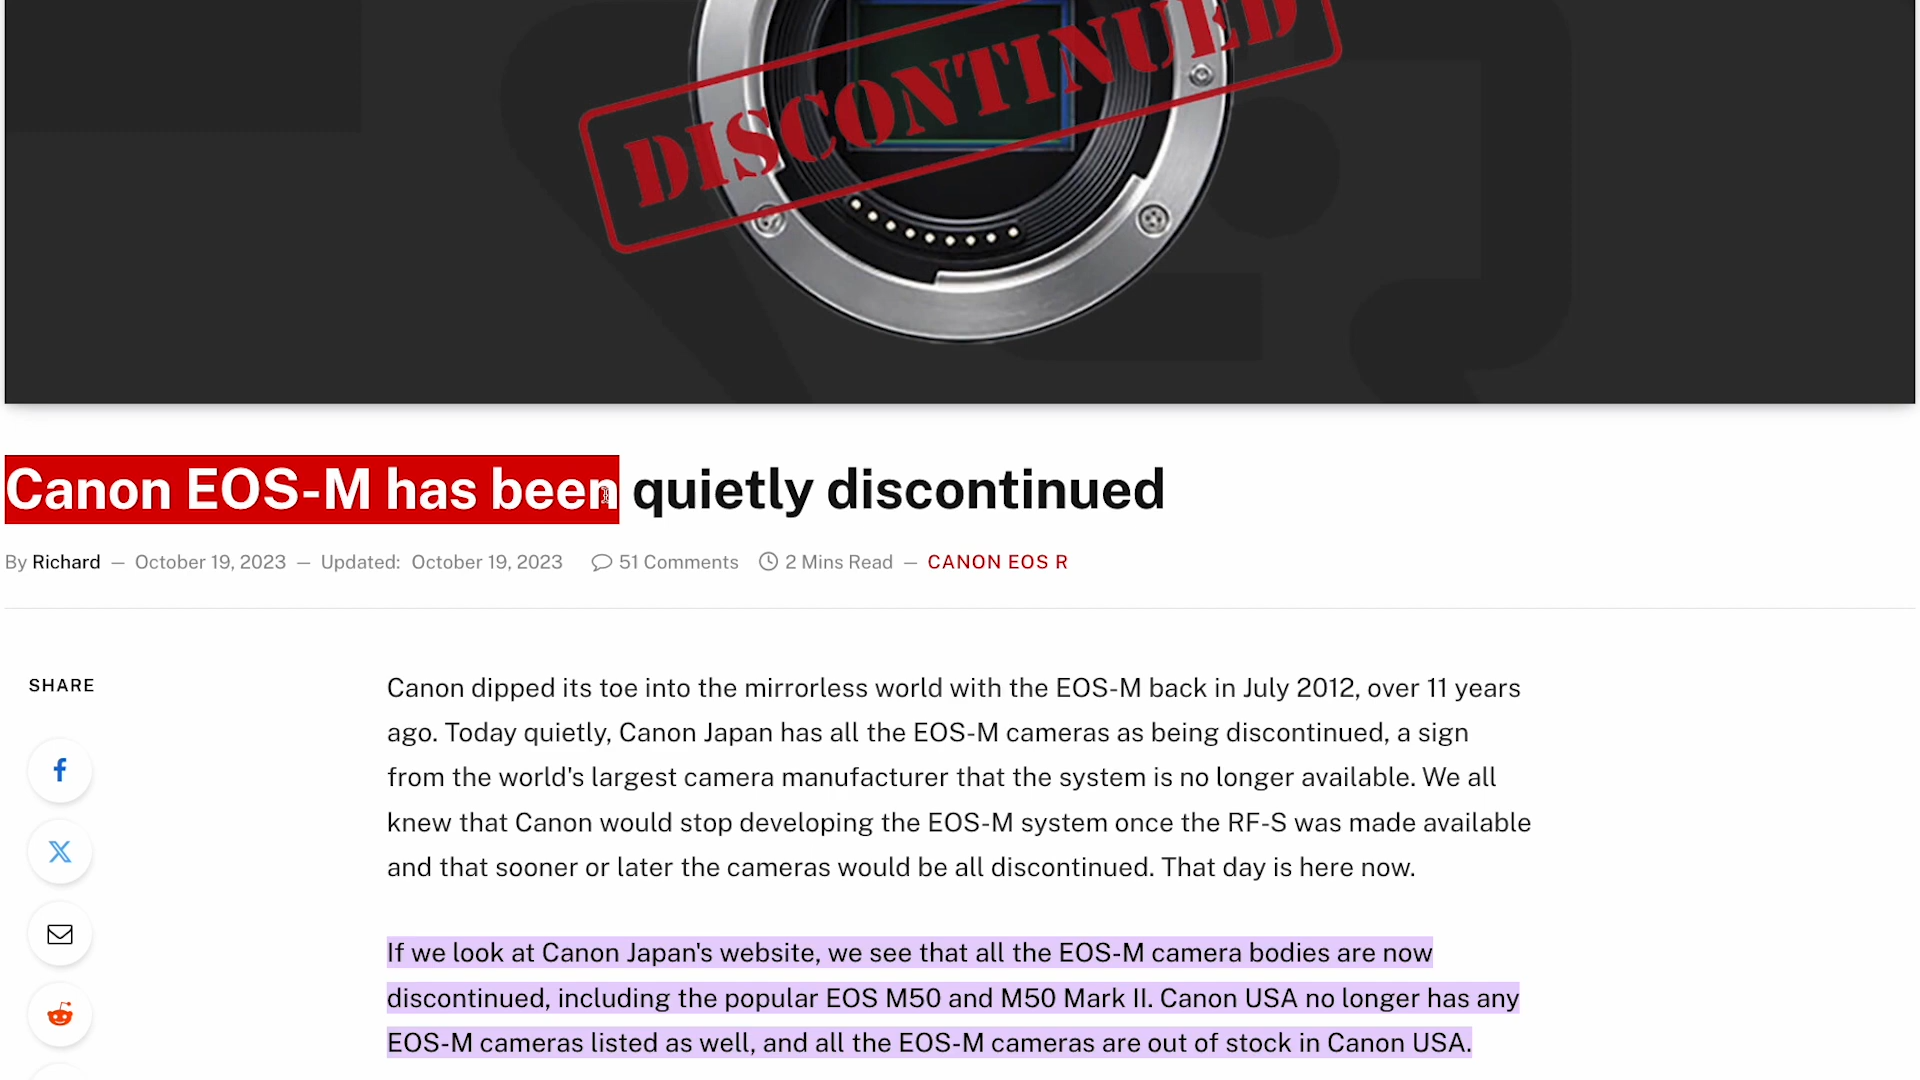 DISCONTINUED
Canon EOS-M has been quietly discontinued
By Richard — October 19, 2023 — Updated: October 19, 2023 51 Comments 2 Mins Read — CANON EOS R
SHARE
Canon dipped its toe into the mirrorless world with the EOS-M back in July 2012, over 11 years
ago. Today quietly, Canon Japan has all the EOS-M cameras as being discontinued, a sign
from the world's largest camera manufacturer that the system is no longer available. We all
knew that Canon would stop developing the EOS-M system once the RF-S was made available
and that sooner or later the cameras would be all discontinued. That day is here now.
If we look at Canon Japan's website, we see that all the EOS-M camera bodies are now
discontinued, including the popular EOS M50 and M50 Mark II. Canon USA no longer has any
EOS-M cameras listed as well, and all the EOS-M cameras are out of stock in Canon USA.